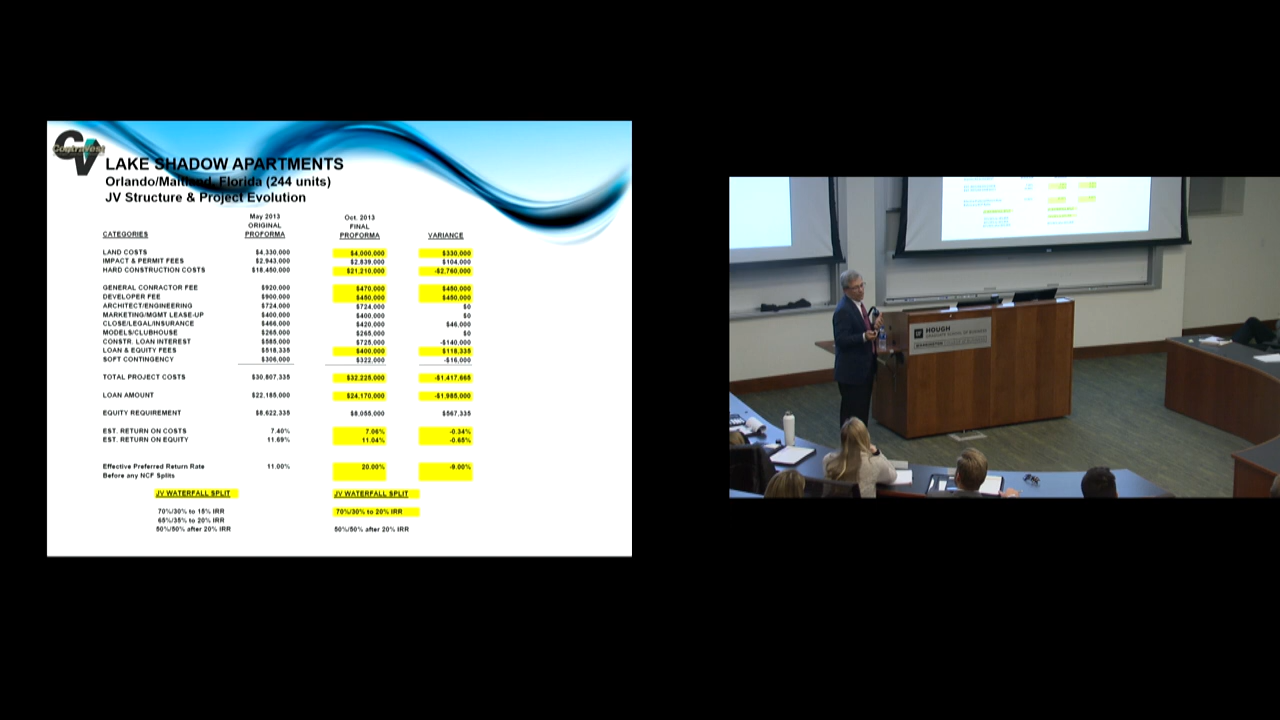 CV
Contravest
LAKE SHADOW APARTMENTS
Orlando/Maitland, Florida (244 units)
JV Structure & Project Evolution
CATEGORIES May 2013 ORIGINAL PROFORMA Oct. 2013 FINAL PROFORMA VARIANCE
LAND COSTS $4,330,000 $4,000,000 $330,000
IMPACT & PERMIT FEES $2,943,000 $2,839,000 $104,000
HARD CONSTRUCTION COSTS $18,450,000 $21,210,000 -$2,760,000
GENERAL CONRACTOR FEE $920,000 $470,000 $450,000
DEVELOPER FEE $900,000 $450,000 $450,000
ARCHITECT/ENGINEERING $724,000 $724,000 $0
MARKETING/MGMT LEASE-UP $400,000 $400,000 $0
CLOSE/LEGAL/INSURANCE $466,000 $420,000 $46,000
MODELS/CLUBHOUSE $265,000 $265,000 $0
CONSTR. LOAN INTEREST $585,000 $725,000 -$140,000
LOAN & EQUITY FEES $518,335 $400,000 $118,335
SOFT CONTINGENCY $306,000 $322,000 -$16,000
TOTAL PROJECT COSTS $30,807,335 $32,225,000 -$1,417,665
LOAN AMOUNT $22,185,000 $24,170,000 -$1,985,000
EQUITY REQUIREMENT $8,622,335 $8,055,000 $567,335
EST. RETURN ON COSTS 7.40% 7.06% -0.34%
EST. RETURN ON EQUITY 11.69% 11.04% -0.65%
Effective Preferred Return Rate 11.00% 20.00% -9.00%
Before any NCF Splits
JV WATERFALL SPLIT JV WATERFALL SPLIT
70%/30% to 15% IRR 70%/30% to 20% IRR
65%/35% to 20% IRR
50%/50% after 20% IRR 50%/50% after 20% IRR
HOUGH